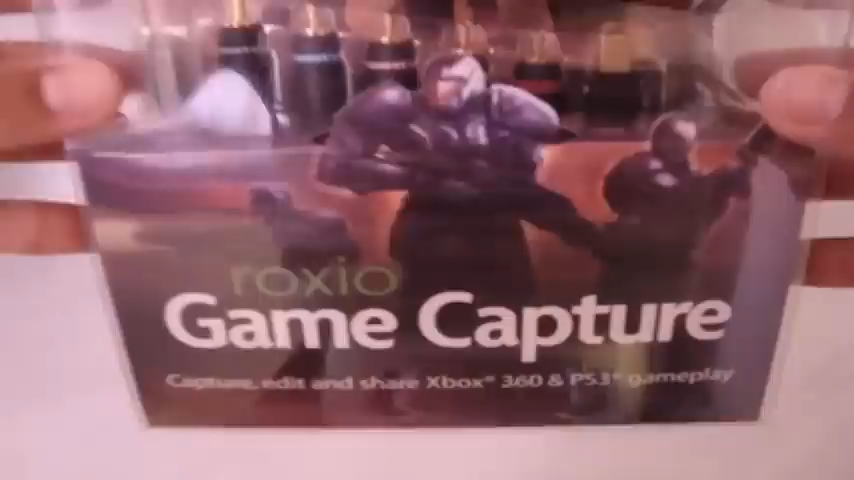 roxio
Game Capture
Capture, edit and share Xbox® 360 & PS3® gameplay